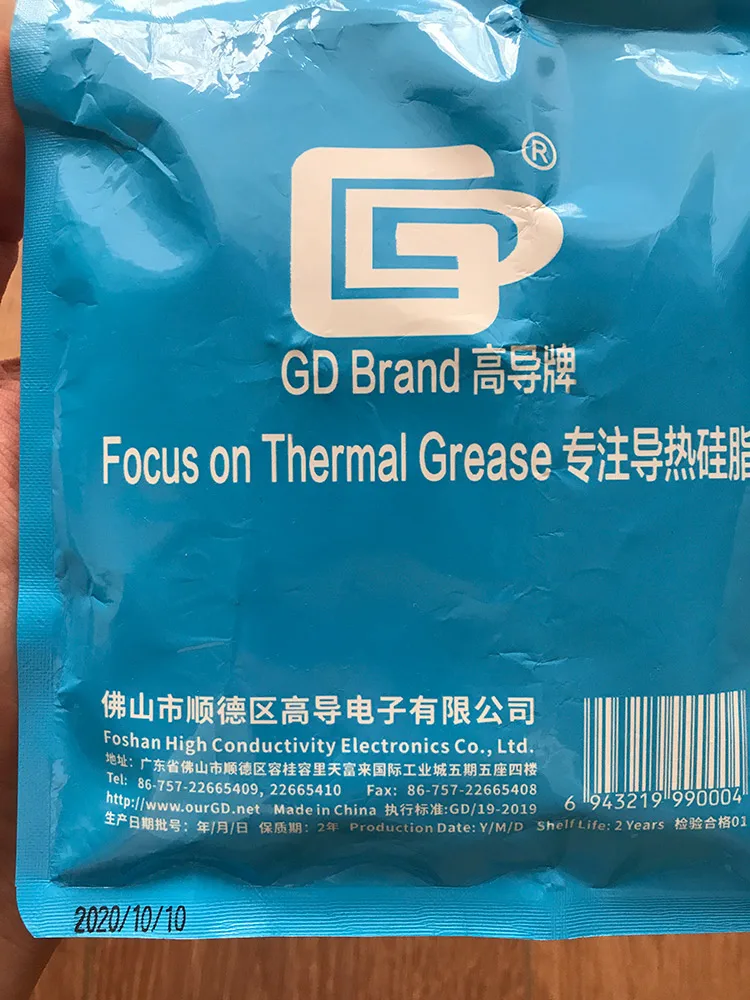 ®
GD Brand 高导牌
Focus on Thermal Grease 专注导热硅脂
佛山市顺德区高导电子有限公司
Foshan High Conductivity Electronics Co., Ltd.
地址：广东省佛山市顺德区容桂容里天富来国际工业城五期五座四楼
Tel: 86-757-22665409, 22665410 Fax: 86-757-22665408
http://www.ourGD.net Made in China 执行标准:GD/19-2019
生产日期批号：年/月/日 保质期：2年 Production Date: Y/M/D Shelf Life: 2 Years 检验合格01
6 943219 990004
2020/10/10